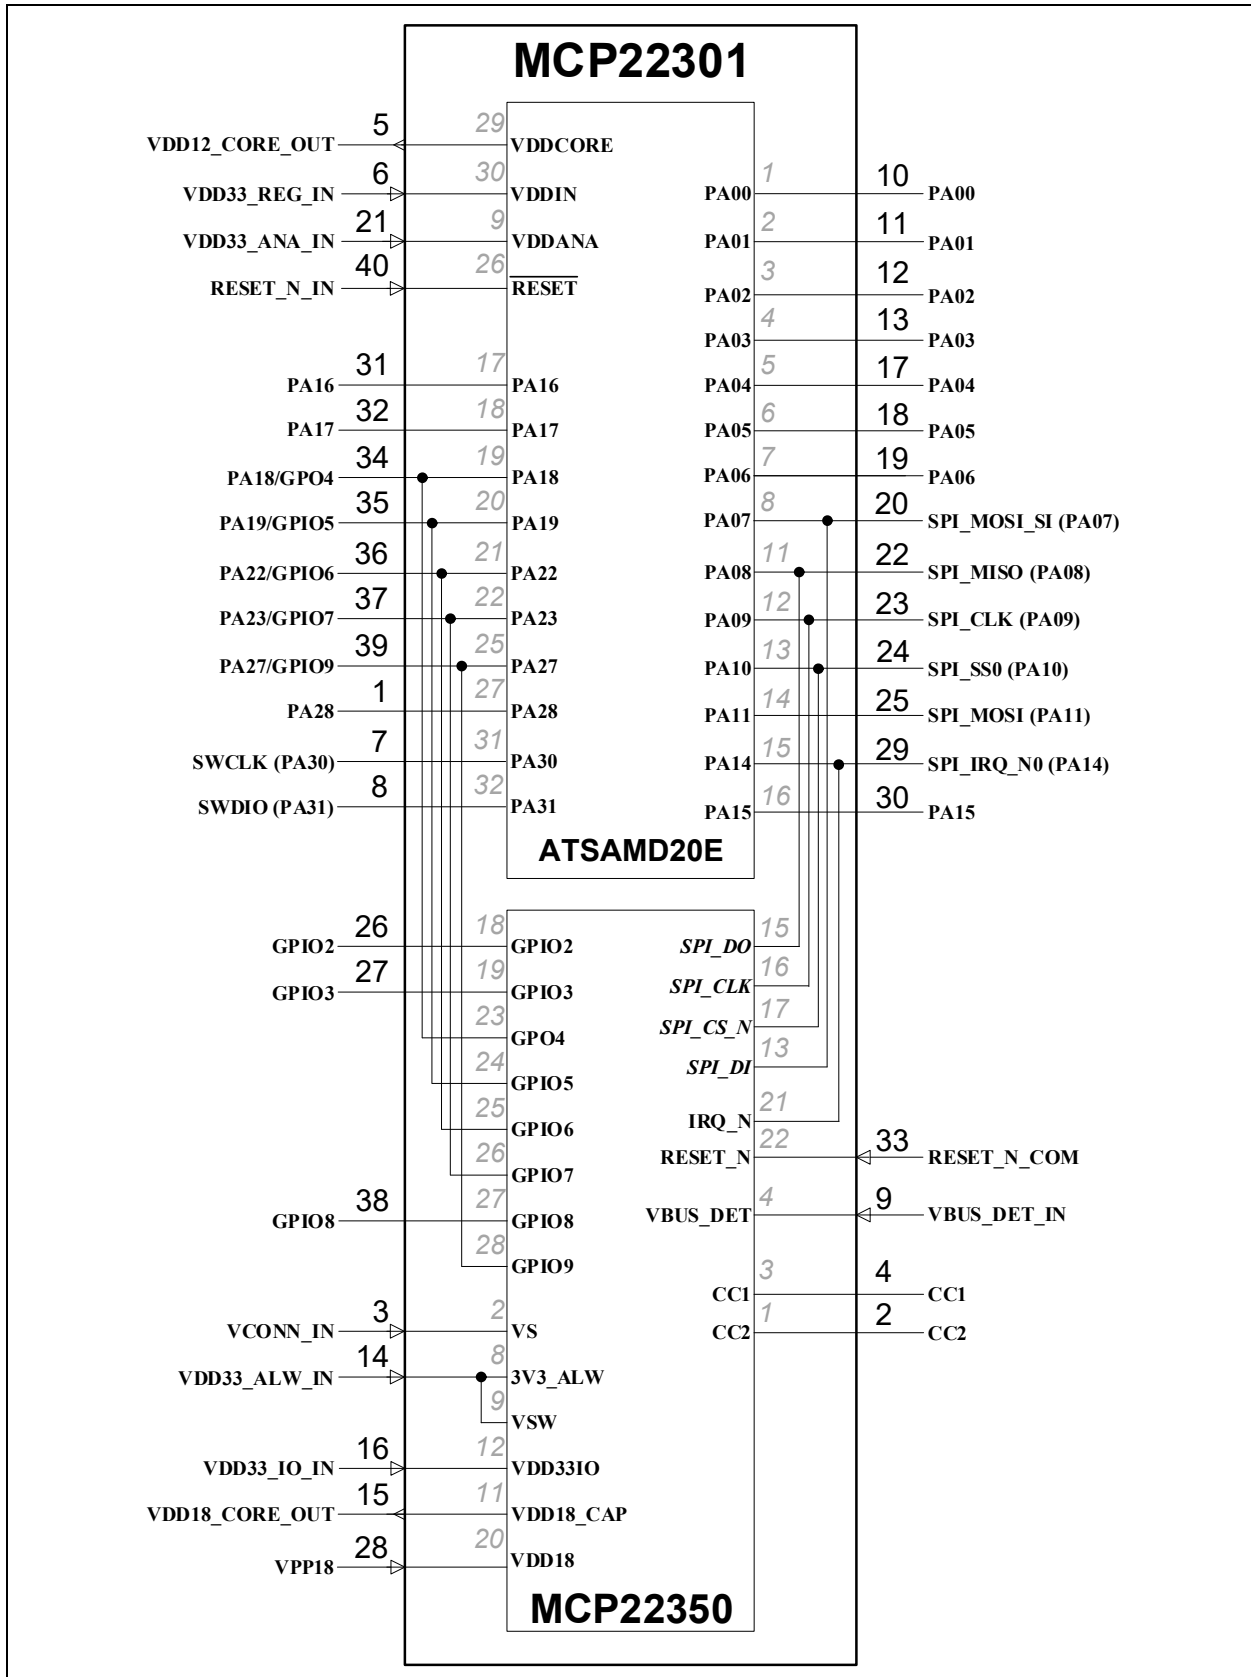 MCP22301
VDD12_CORE_OUT 5 29 VDDCORE
VDD33_REG_IN 6 30 VDDIN PA00 1 10 PA00
VDD33_ANA_IN 21 9 VDDANA PA01 2 11 PA01
RESET_N_IN 40 26 RESET PA02 3 12 PA02
PA03 4 13 PA03
PA16 31 17 PA16 PA04 5 17 PA04
PA17 32 18 PA17 PA05 6 18 PA05
PA18/GPO4 34 19 PA18 PA06 7 19 PA06
PA19/GPIO5 35 20 PA19 PA07 8 20 SPI_MOSI_SI (PA07)
PA22/GPIO6 36 21 PA22 PA08 11 22 SPI_MISO (PA08)
PA23/GPIO7 37 22 PA23 PA09 12 23 SPI_CLK (PA09)
PA27/GPIO9 39 25 PA27 PA10 13 24 SPI_SS0 (PA10)
PA28 1 27 PA28 PA11 14 25 SPI_MOSI (PA11)
SWCLK (PA30) 7 31 PA30 PA14 15 29 SPI_IRQ_N0 (PA14)
SWDIO (PA31) 8 32 PA31 PA15 16 30 PA15
ATSAMD20E
GPIO2 26 18 GPIO2 SPI_DO 15
GPIO3 27 19 GPIO3 SPI_CLK 16
23 GPO4 SPI_CS_N 17
24 GPIO5 SPI_DI 13
25 GPIO6 IRQ_N 21
26 GPIO7 RESET_N 22 33 RESET_N_COM
GPIO8 38 27 GPIO8 VBUS_DET 4 9 VBUS_DET_IN
28 GPIO9 CC1 3 4 CC1
VCONN_IN 3 2 VS CC2 1 2 CC2
VDD33_ALW_IN 14 8 3V3_ALW
9 VSW
VDD33_IO_IN 16 12 VDD33IO
VDD18_CORE_OUT 15 11 VDD18_CAP
VPP18 28 20 VDD18
MCP22350